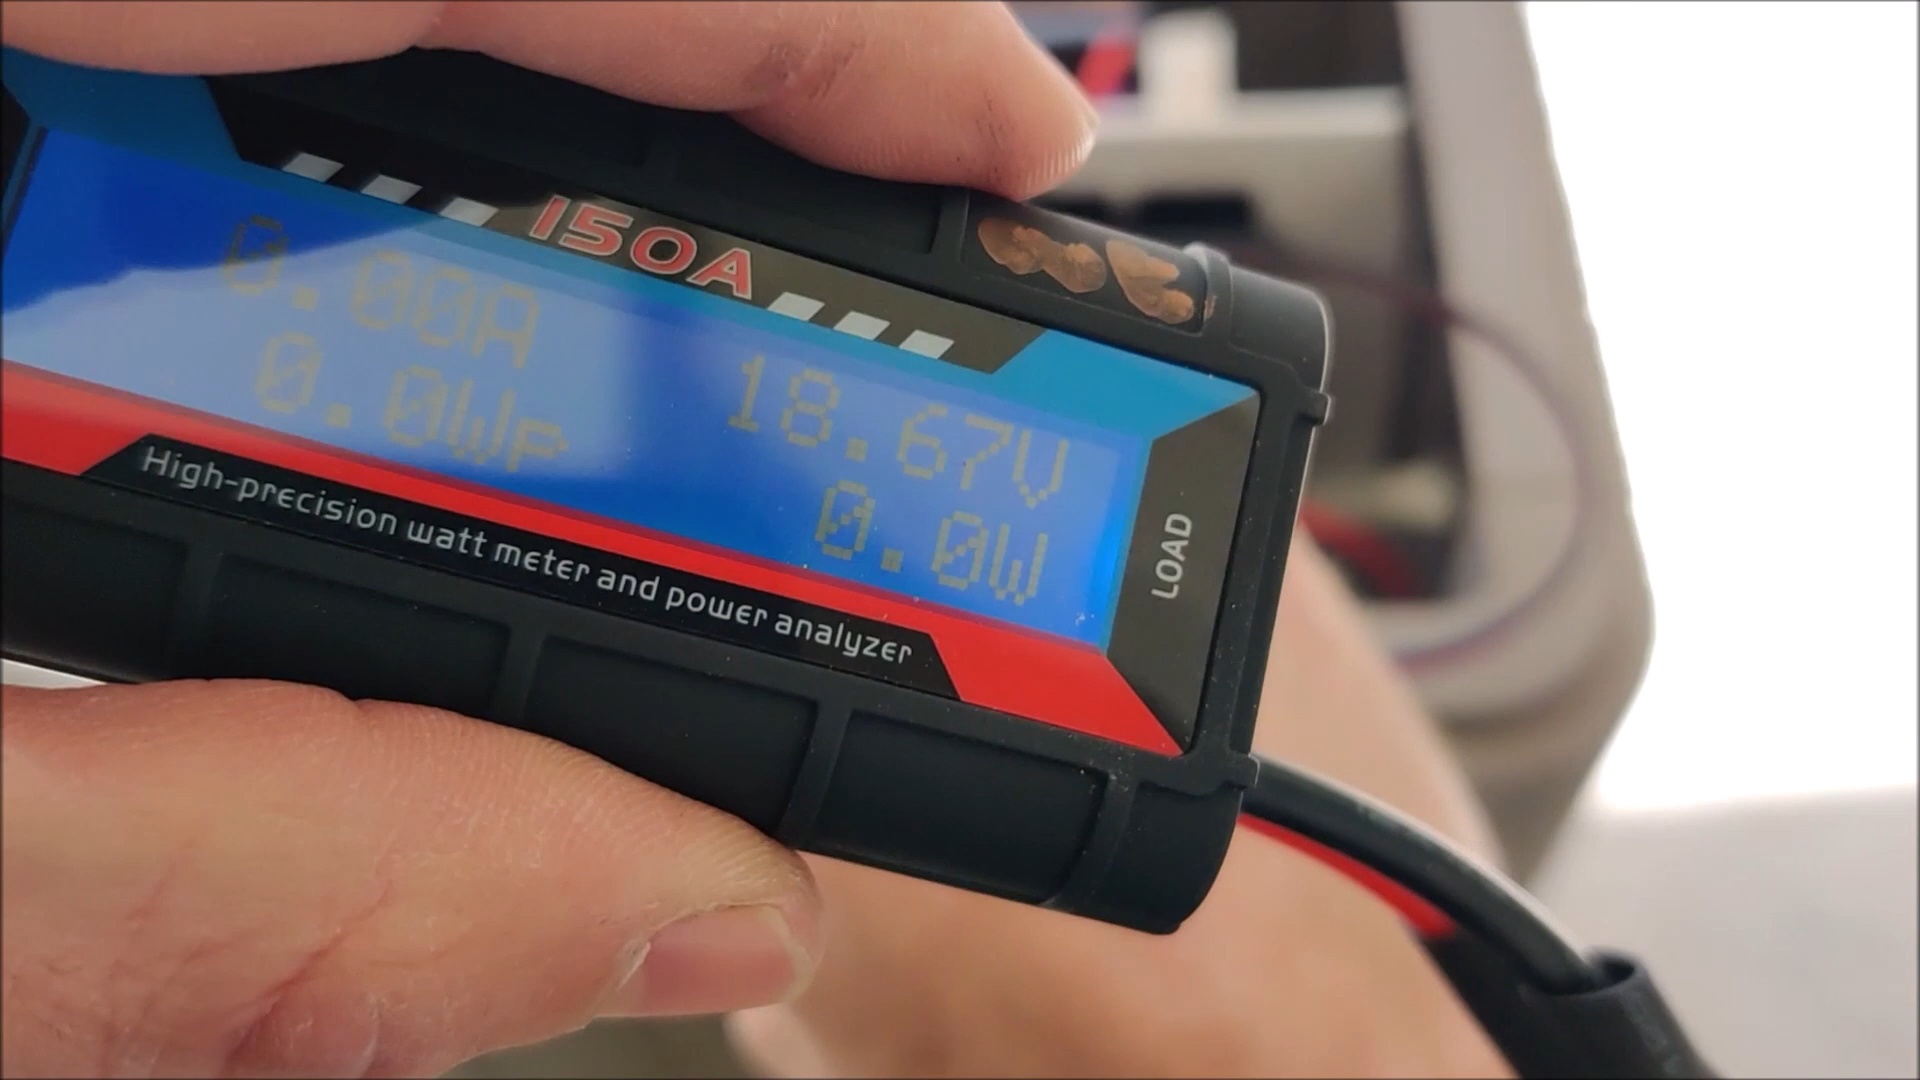 150A
0.00A 18.67V
0.0Wp 0.0W
LOAD
High-precision watt meter and power analyzer